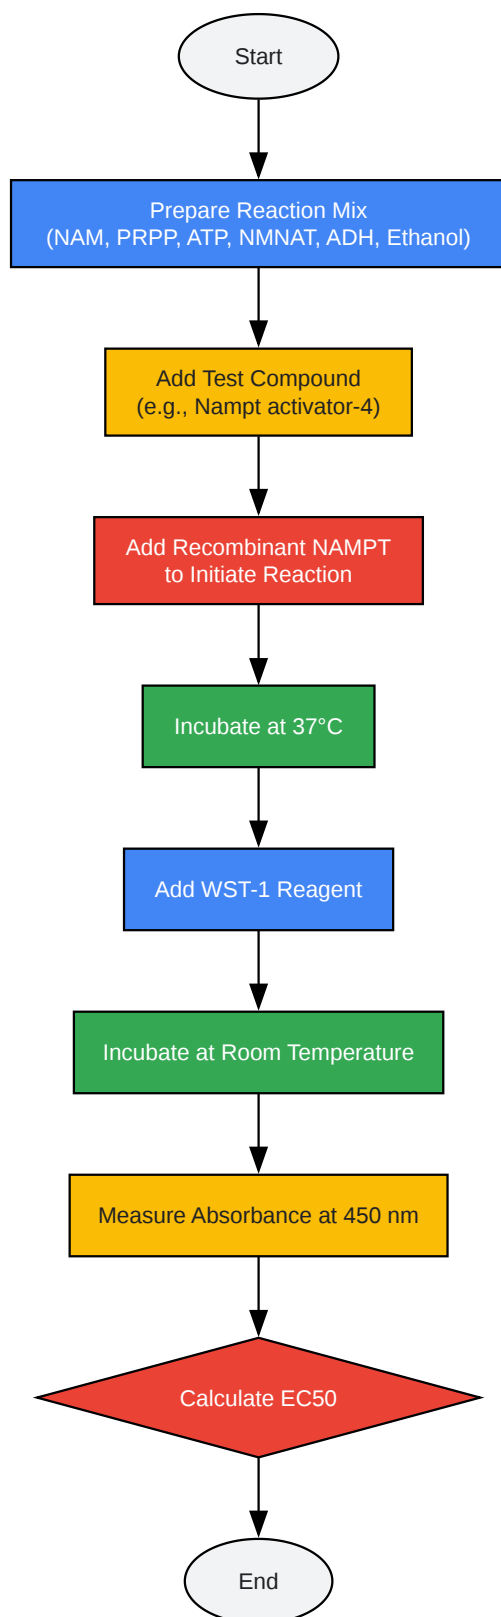 Start
Prepare Reaction Mix
(NAM, PRPP, ATP, NMNAT, ADH, Ethanol)
Add Test Compound
(e.g., Nampt activator-4)
Add Recombinant NAMPT
to Initiate Reaction
Incubate at 37°C
Add WST-1 Reagent
Incubate at Room Temperature
Measure Absorbance at 450 nm
Calculate EC50
End